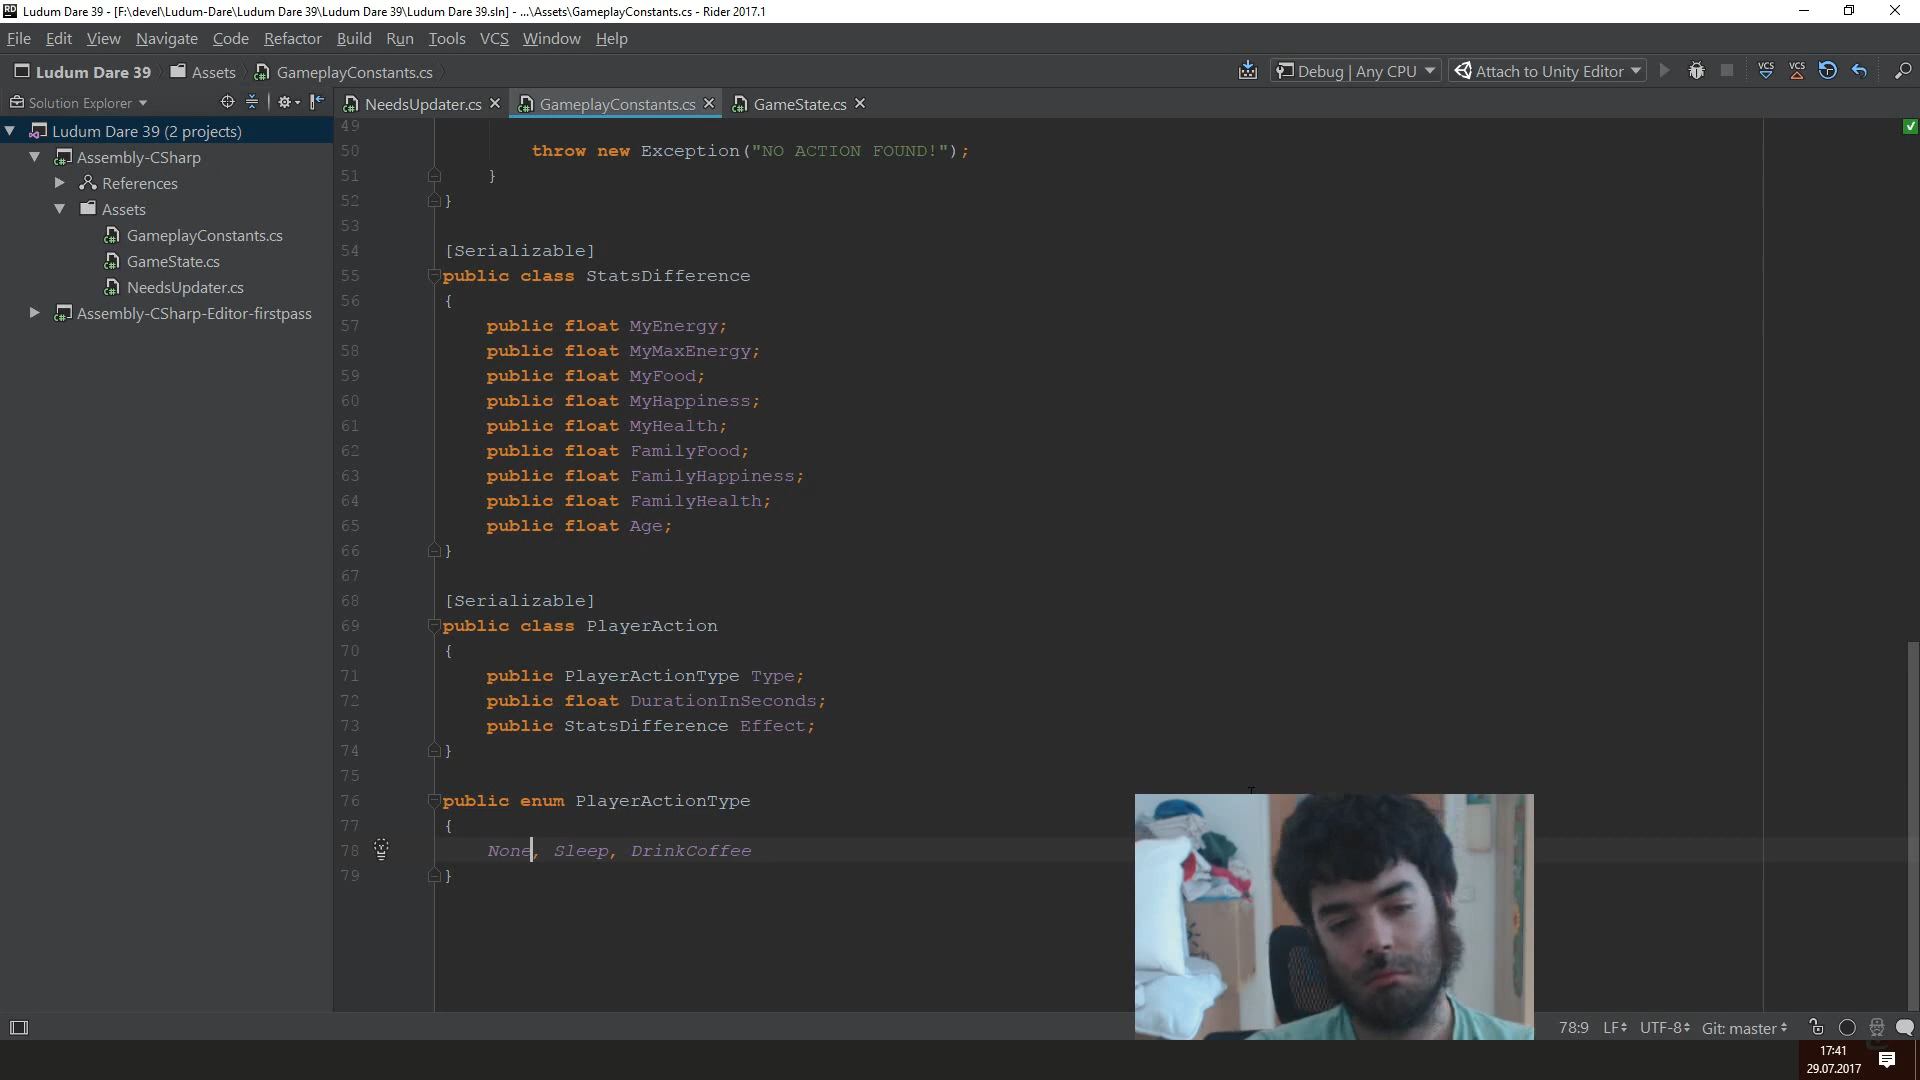 Ludum Dare 39 - [F:\devel\Ludum-Dare\Ludum Dare 39\Ludum Dare 39\Ludum Dare 39.sln] - ...\Assets\GameplayConstants.cs - Rider 2017.1
File Edit View Navigate Code Refactor Build Run Tools VCS Window Help
Ludum Dare 39 Assets GameplayConstants.cs Debug | Any CPU Attach to Unity Editor VCS VCS
Solution Explorer NeedsUpdater.cs GameplayConstants.cs GameState.cs
Ludum Dare 39 (2 projects)
Assembly-CSharp
References
Assets
GameplayConstants.cs
GameState.cs
NeedsUpdater.cs
Assembly-CSharp-Editor-firstpass
49
50 throw new Exception("NO ACTION FOUND!");
51 }
52 }
53
54 [Serializable]
55 public class StatsDifference
56 {
57 public float MyEnergy;
58 public float MyMaxEnergy;
59 public float MyFood;
60 public float MyHappiness;
61 public float MyHealth;
62 public float FamilyFood;
63 public float FamilyHappiness;
64 public float FamilyHealth;
65 public float Age;
66 }
67
68 [Serializable]
69 public class PlayerAction
70 {
71 public PlayerActionType Type;
72 public float DurationInSeconds;
73 public StatsDifference Effect;
74 }
75
76 public enum PlayerActionType
77 {
78 None, Sleep, DrinkCoffee
79 }
78:9 LF UTF-8 Git: master
17:41
29.07.2017